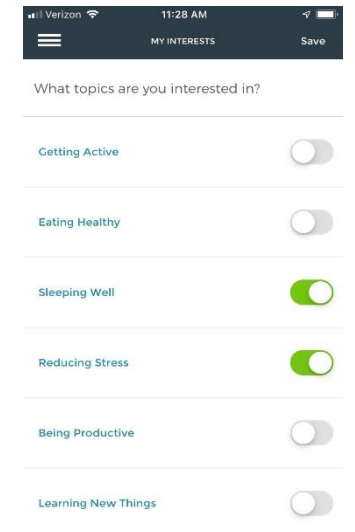 Verizon 11:28 AM
MY INTERESTS Save
What topics are you interested in?
Getting Active
Eating Healthy
Sleeping Well
Reducing Stress
Being Productive
Learning New Things